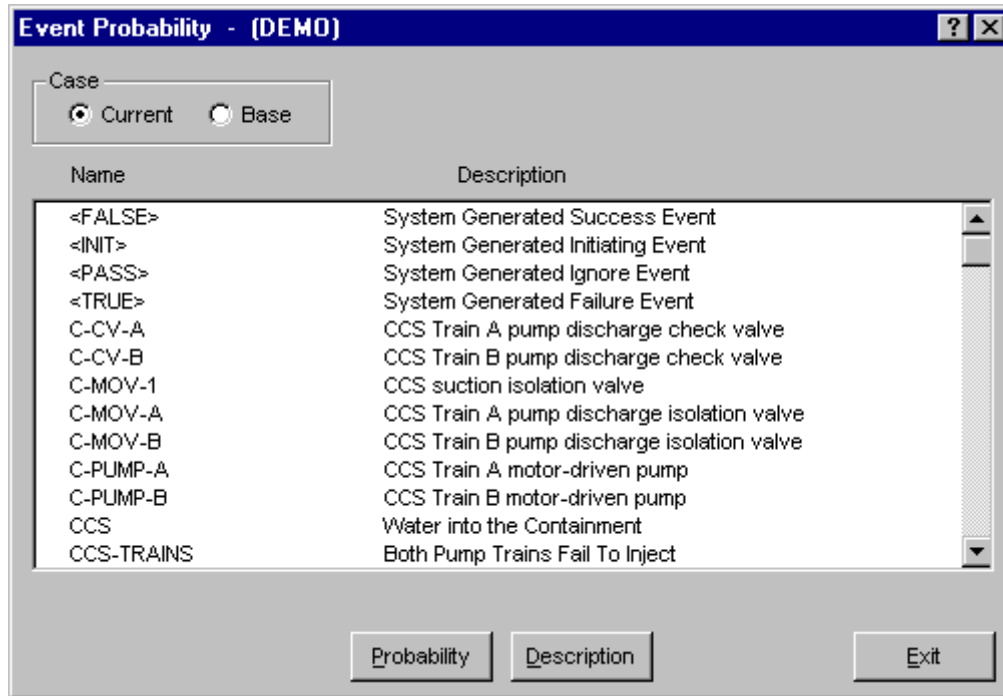 Event Probability - (DEMO)
Case
Current Base
Name Description
<FALSE> System Generated Success Event
<INIT> System Generated Initiating Event
<PASS> System Generated Ignore Event
<TRUE> System Generated Failure Event
C-CV-A CCS Train A pump discharge check valve
C-CV-B CCS Train B pump discharge check valve
C-MOV-1 CCS suction isolation valve
C-MOV-A CCS Train A pump discharge isolation valve
C-MOV-B CCS Train B pump discharge isolation valve
C-PUMP-A CCS Train A motor-driven pump
C-PUMP-B CCS Train B motor-driven pump
CCS Water into the Containment
CCS-TRAINS Both Pump Trains Fail To Inject
Probability Description Exit